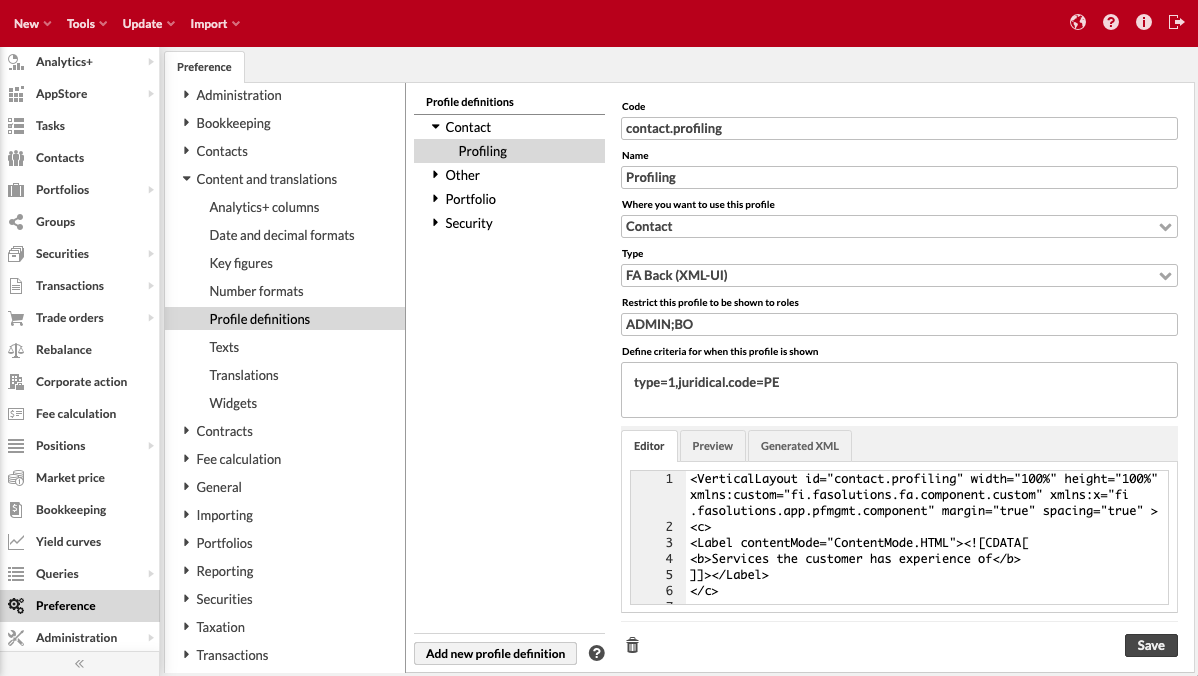 New
Tools
Update
Import
Analytics+
AppStore
Tasks
Contacts
Portfolios
Groups
Securities
Transactions
Trade orders
Rebalance
Corporate action
Fee calculation
Positions
Market price
Bookkeeping
Yield curves
Queries
Preference
Administration
Preference
Administration
Bookkeeping
Contacts
Content and translations
Analytics+ columns
Date and decimal formats
Key figures
Number formats
Profile definitions
Texts
Translations
Widgets
Contracts
Fee calculation
General
Importing
Portfolios
Reporting
Securities
Taxation
Transactions
Profile definitions
Contact
Profiling
Other
Portfolio
Security
Add new profile definition
Code
contact.profiling
Name
Profiling
Where you want to use this profile
Contact
Type
FA Back (XML-UI)
Restrict this profile to be shown to roles
ADMIN;BO
Define criteria for when this profile is shown
type=1,juridical.code=PE
Editor
Preview
Generated XML
1 <VerticalLayout id="contact.profiling" width="100%" height="100%"
xmlns:custom="fi.fasolutions.fa.component.custom" xmlns:x="fi
.fasolutions.app.pfmgmt.component" margin="true" spacing="true" >
2 <c>
3 <Label contentMode="ContentMode.HTML"><![CDATA[
4 <b>Services the customer has experience of</b>
5 ]]></Label>
6 </c>
Save